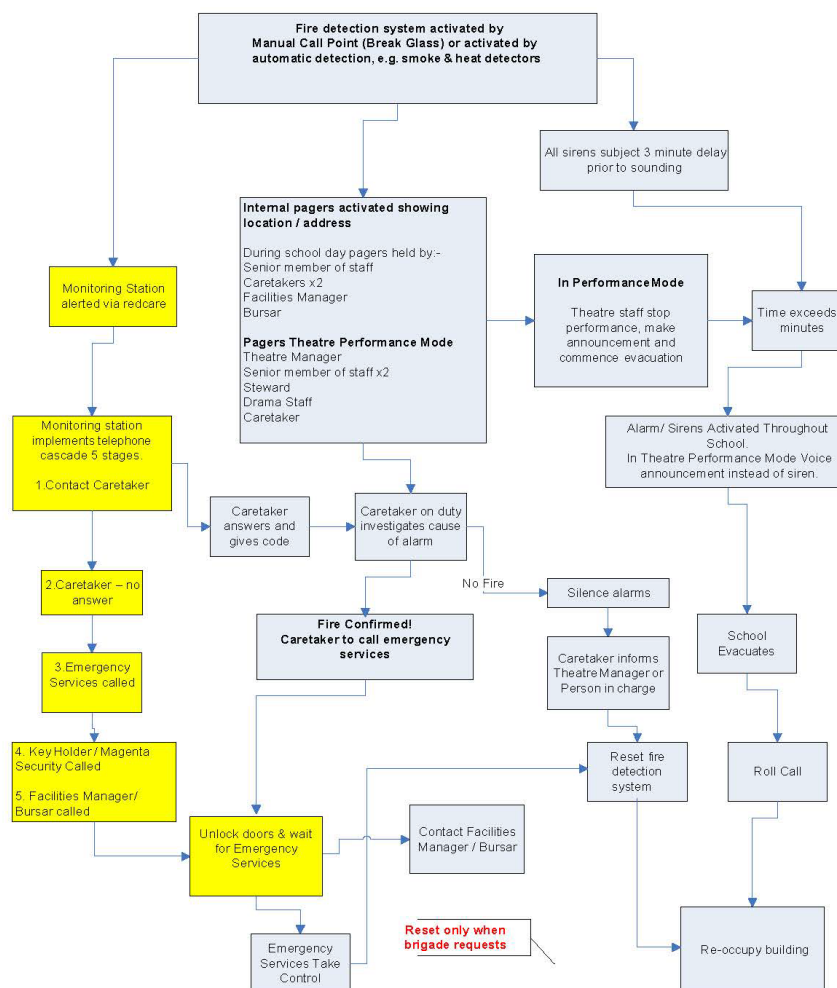 Fire detection system activated by
Manual Call Point (Break Glass) or activated by
automatic detection, e.g. smoke & heat detectors
All sirens subject 3 minute delay
prior to sounding
Internal pagers activated showing
location / address
During school day pagers held by:-
Senior member of staff
Caretakers x2
Facilities Manager
Bursar
Pagers Theatre Performance Mode
Theatre Manager
Senior member of staff x2
Steward
Drama Staff
Caretaker
Monitoring Station
alerted via redcare
In Performance Mode
Theatre staff stop
performance, make
announcement and
commence evacuation
Time exceeds
minutes
Monitoring station
implements telephone
cascade 5 stages.
1.Contact Caretaker
Alarm/ Sirens Activated Throughout
School.
In Theatre Performance Mode Voice
announcement instead of siren.
Caretaker
answers and
gives code
Caretaker on duty
investigates cause
of alarm
No Fire
2.Caretaker – no
answer
Silence alarms
Fire Confirmed!
Caretaker to call emergency
services
School
Evacuates
3.Emergency
Services called
Caretaker informs
Theatre Manager or
Person in charge
4. Key Holder / Magenta
Security Called
5. Facilities Manager/
Bursar called
Reset fire
detection
system
Roll Call
Unlock doors & wait
for Emergency
Services
Contact Facilities
Manager / Bursar
Reset only when
brigade requests
Emergency
Services Take
Control
Re-occupy building